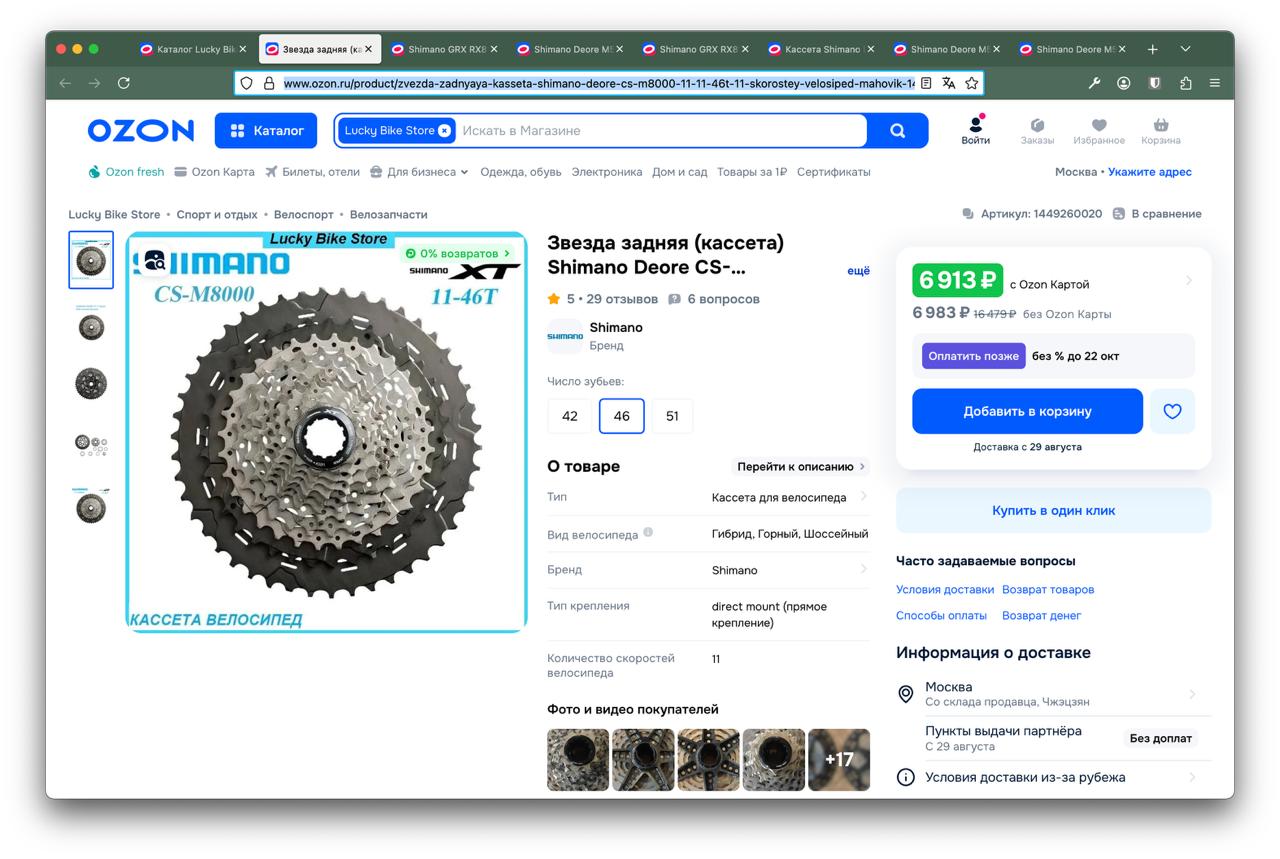 Каталог Lucky Bik
Звезда задняя (ка
Shimano GRX RX8
Shimano Deore M5
Shimano GRX RX8
Кассета Shimano
Shimano Deore M5
Shimano Deore M5
www.ozon.ru/product/zvezda-zadnyaya-kasseta-shimano-deore-cs-m8000-11-11-46t-11-skorostey-velosiped-mahovik-14
OZON
Каталог
Lucky Bike Store
Искать в Магазине
Войти
Заказы
Избранное
Корзина
Ozon fresh
Ozon Карта
Билеты, отели
Для бизнеса
Одежда, обувь
Электроника
Дом и сад
Товары за 1₽
Сертификаты
Москва • Укажите адрес
Lucky Bike Store • Спорт и отдых • Велоспорт • Велозапчасти
Артикул: 1449260020
В сравнение
Lucky Bike Store
0% возвратов
SHIMANO
SHIMANO XT
CS-M8000
11-46T
КАССЕТА ВЕЛОСИПЕД
Звезда задняя (кассета)
Shimano Deore CS-...
ещё
5 • 29 отзывов
6 вопросов
SHIMANO
Shimano
Бренд
Число зубьев:
42
46
51
О товаре
Перейти к описанию
Тип
Кассета для велосипеда
Вид велосипеда
Гибрид, Горный, Шоссейный
Бренд
Shimano
Тип крепления
direct mount (прямое
крепление)
Количество скоростей
велосипеда
11
Фото и видео покупателей
+17
6 913 ₽ с Ozon Картой
6 983 ₽ 16 479 ₽ без Ozon Карты
Оплатить позже
без % до 22 окт
Добавить в корзину
Доставка с 29 августа
Купить в один клик
Часто задаваемые вопросы
Условия доставки
Возврат товаров
Способы оплаты
Возврат денег
Информация о доставке
Москва
Со склада продавца, Чжэцзян
Пункты выдачи партнёра
С 29 августа
Без доплат
Условия доставки из-за рубежа